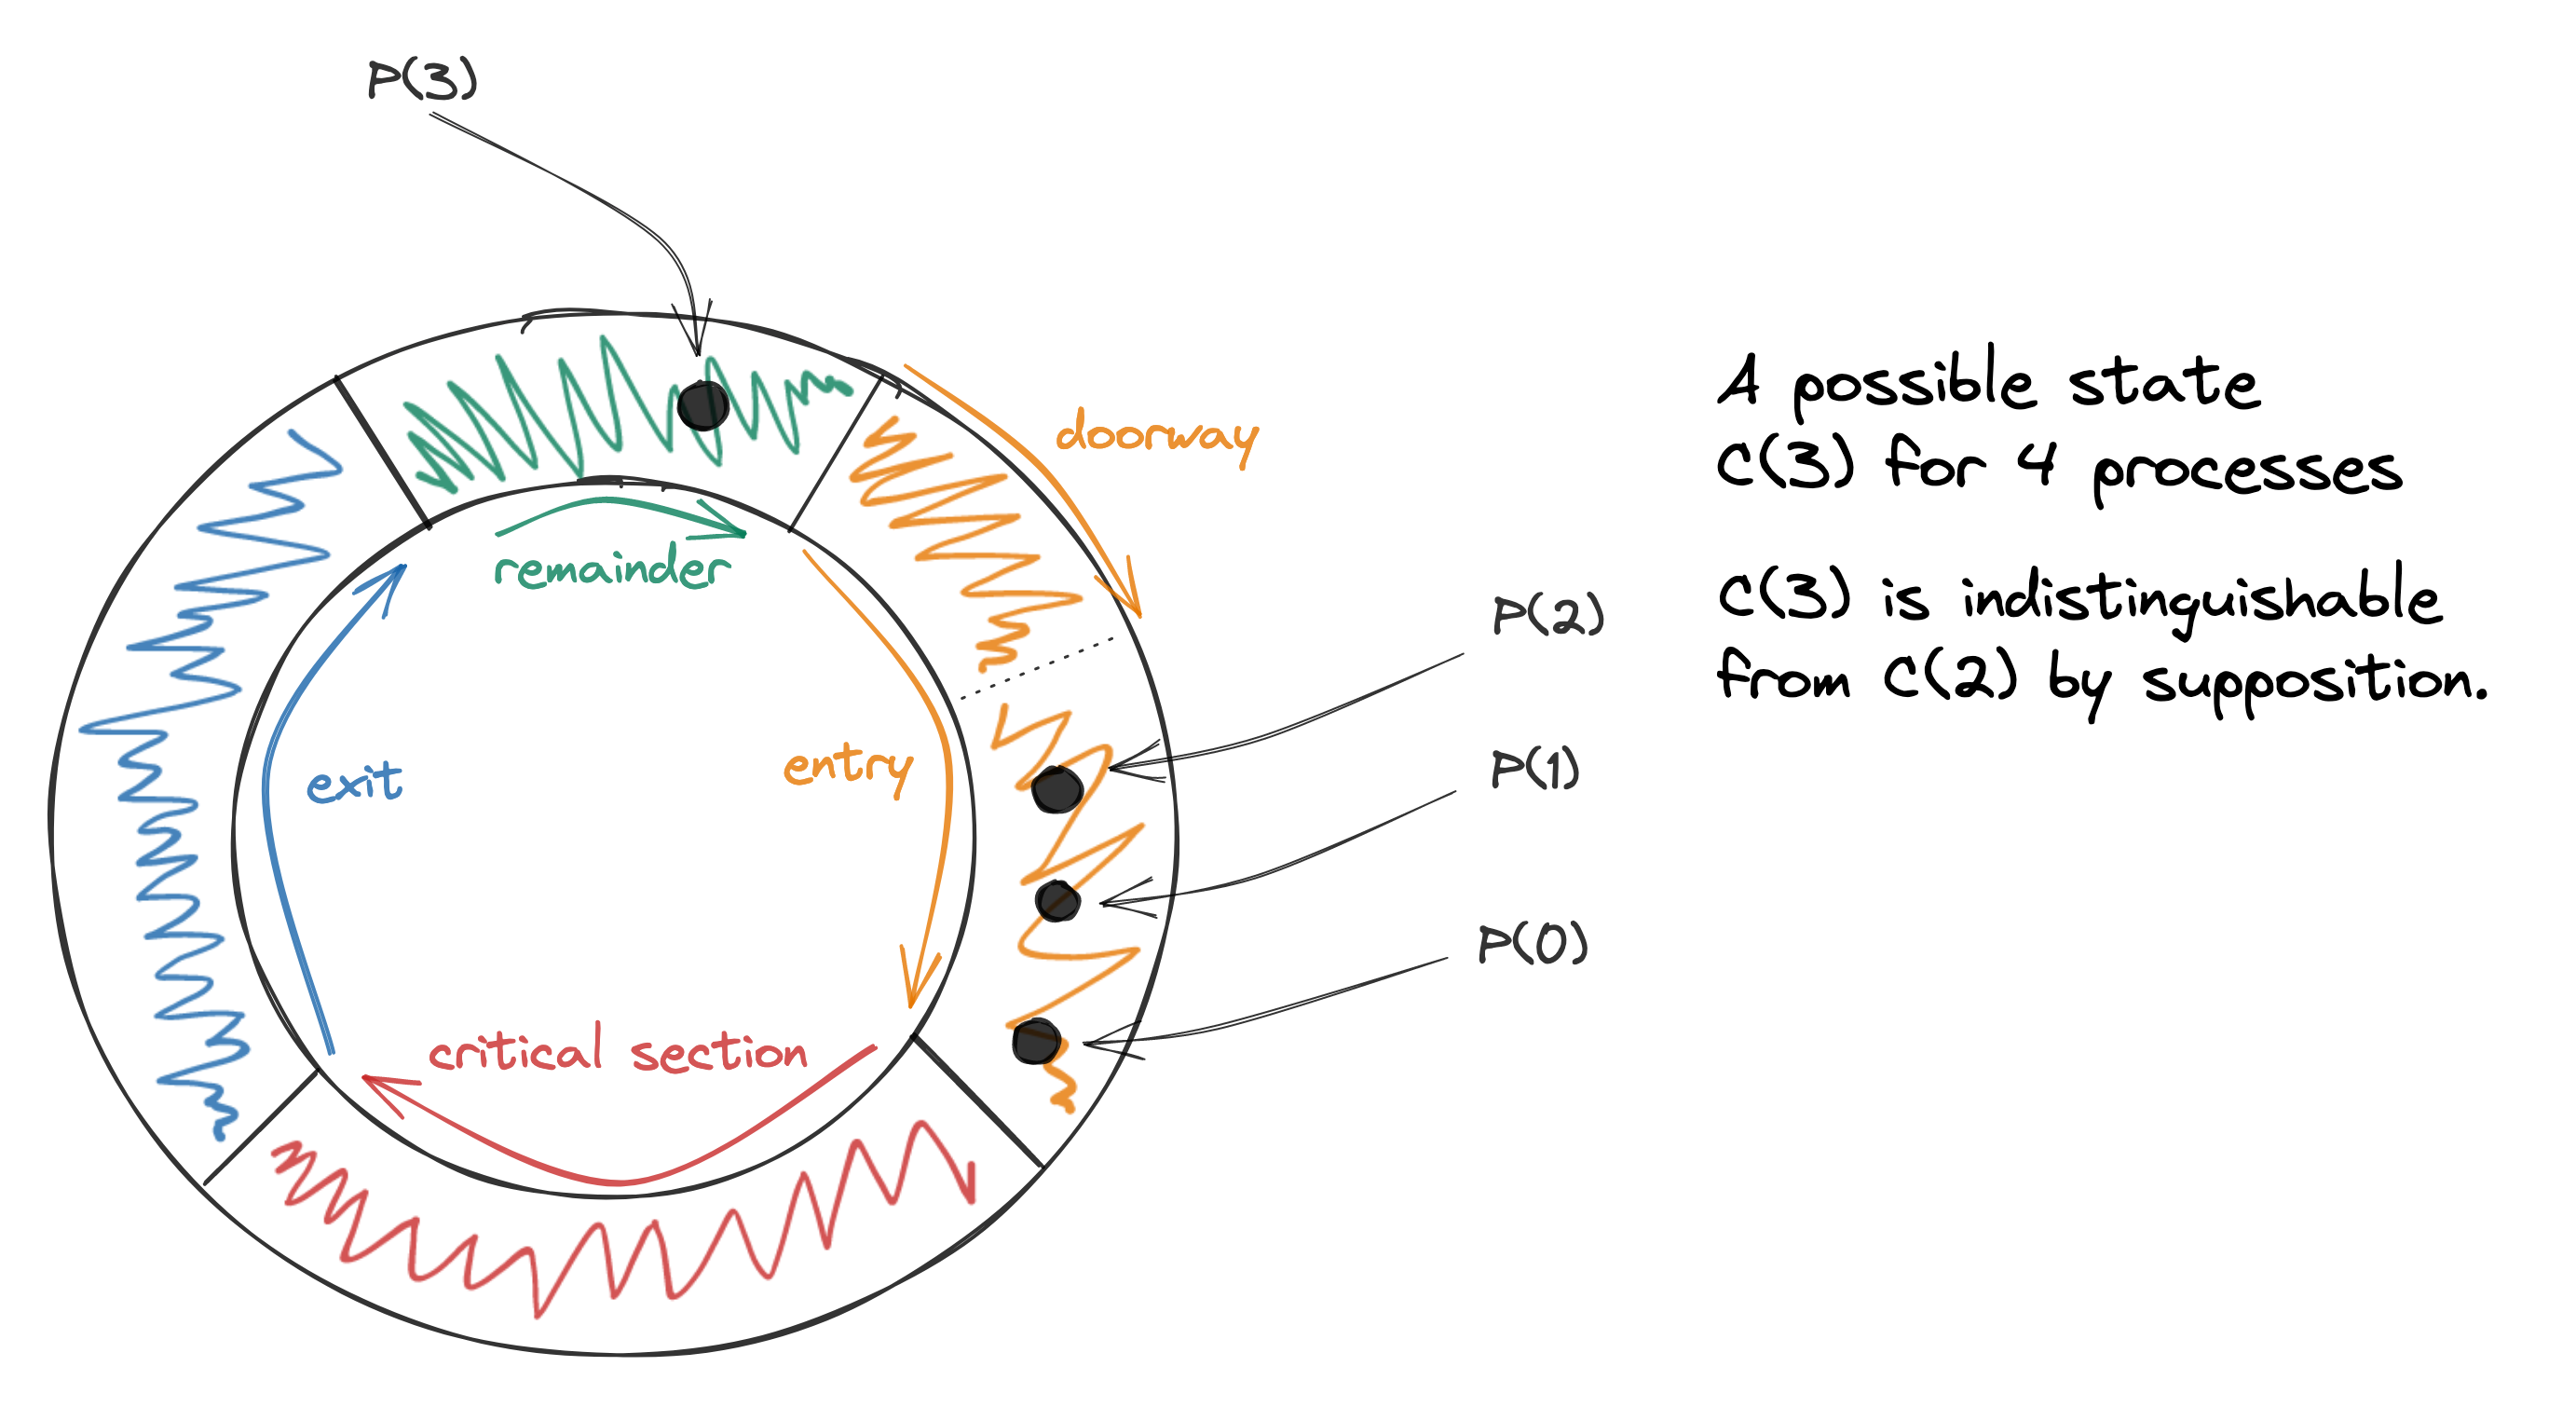 P(3)
doorway
A possible state
C(3) for 4 processes
remainder
C(3) is indistinguishable
from C(2) by supposition.
P(2)
entry
exit
P(1)
P(0)
critical section